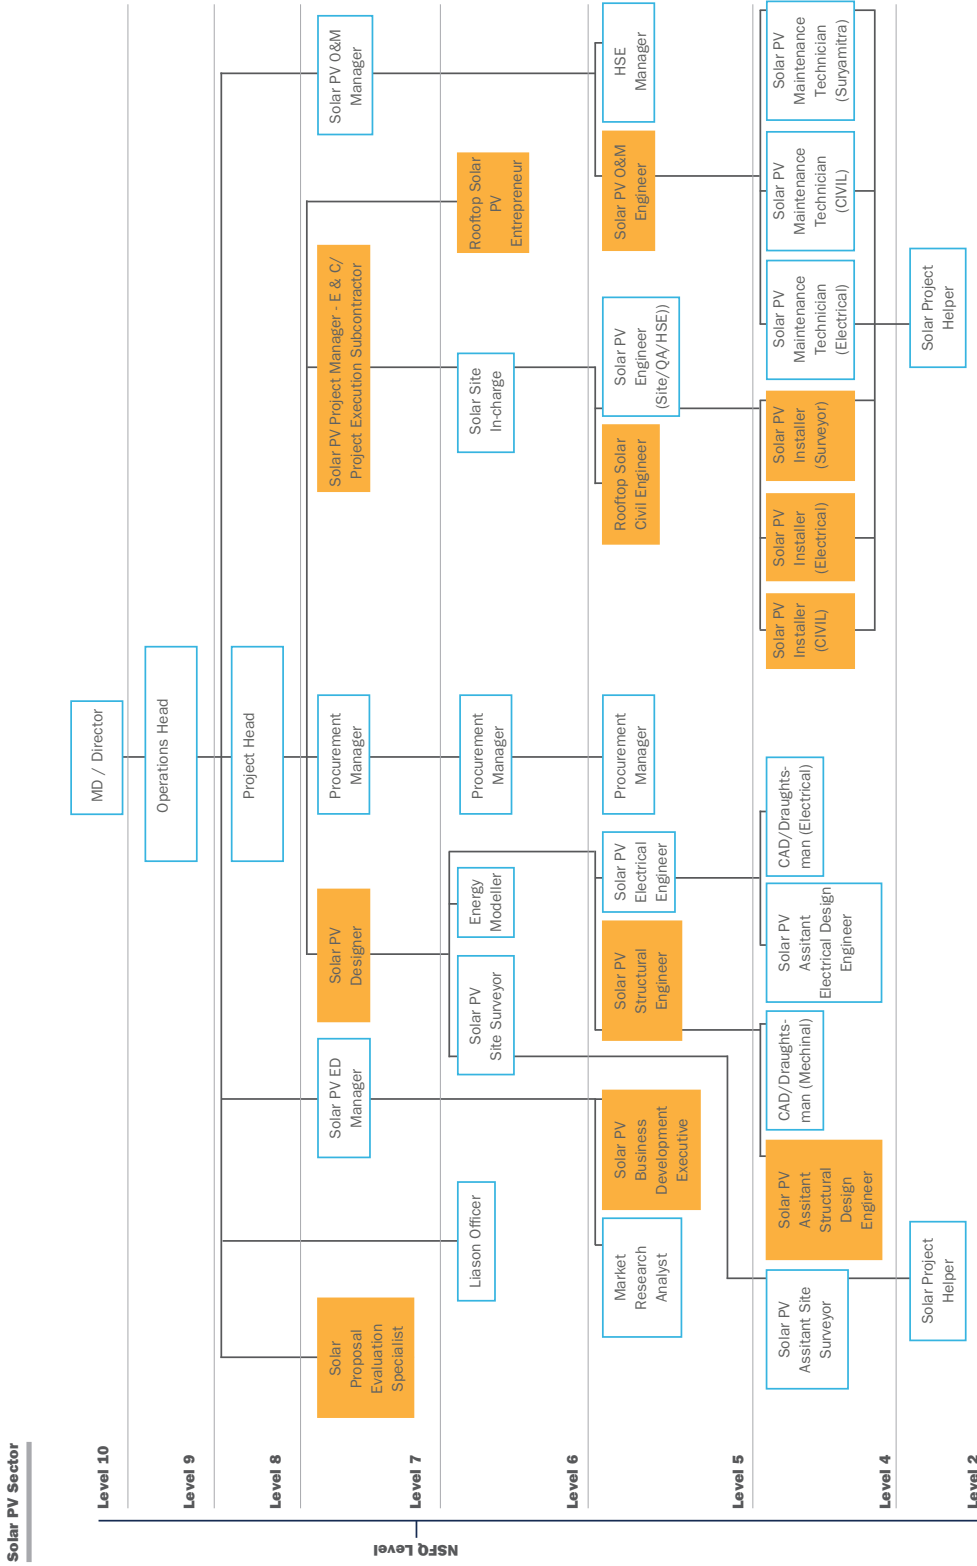 Solar PV Sector
NSFQ Level
Level 10
MD / Director
Level 9
Operations Head
Level 8
Project Head
Level 7
Solar
Proposal
Evaluation
Specialist
Solar PV ED
Manager
Solar PV
Designer
Procurement
Manager
Solar PV Project Manager - E & C/
Project Execution Subcontractor
Solar PV O&M
Manager
Level 6
Liason Officer
Solar PV
Site Surveyor
Energy
Modeller
Procurement
Manager
Solar Site
In-charge
Rooftop Solar
PV
Entrepreneur
Level 5
Market
Research
Analyst
Solar PV
Business
Development
Executive
Solar PV
Structural
Engineer
Solar PV
Electrical
Engineer
Procurement
Manager
Rooftop Solar
Civil Engineer
Solar PV
Engineer
(Site/QA/HSE))
Solar PV O&M
Engineer
HSE
Manager
Level 4
Solar PV
Assitant Site
Surveyor
Solar PV
Assitant
Structural
Design
Engineer
CAD/Draughts-
man (Mechinal)
Solar PV
Assitant
Electrical Design
Engineer
CAD/Draughts-
man (Electrical)
Solar PV
Installer
(CIVIL)
Solar PV
Installer
(Electrical)
Solar PV
Installer
(Surveyor)
Solar PV
Maintenance
Technician
(Electrical)
Solar PV
Maintenance
Technician
(CIVIL)
Solar PV
Maintenance
Technician
(Suryamitra)
Level 2
Solar Project
Helper
Solar Project
Helper